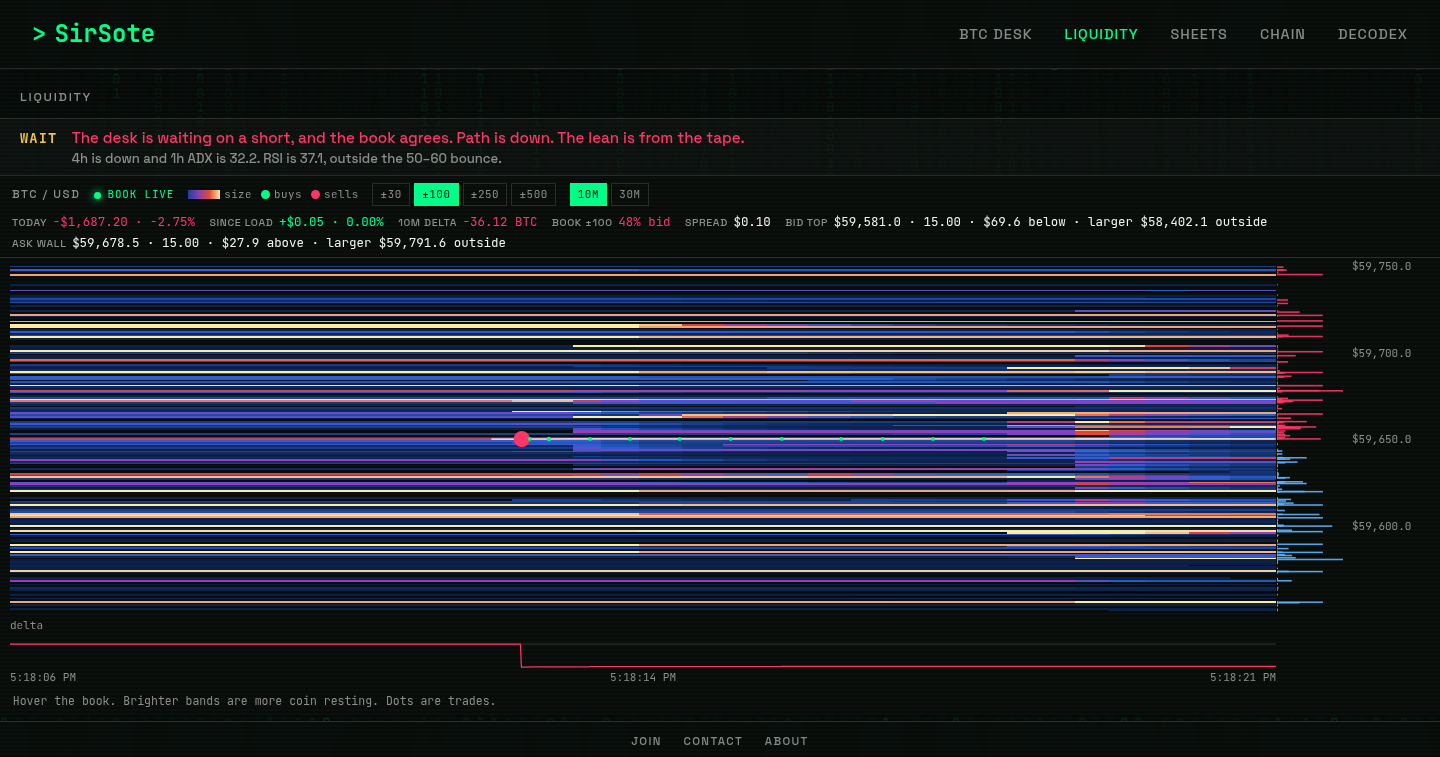 > SirSote
BTC DESK LIQUIDITY SHEETS CHAIN DECODEX
LIQUIDITY
WAIT The desk is waiting on a short, and the book agrees. Path is down. The lean is from the tape.
4h is down and 1h ADX is 32.2. RSI is 37.1, outside the 50–60 bounce.
BTC / USD BOOK LIVE size buys sells ±30 ±100 ±250 ±500 10M 30M
TODAY -$1,687.20 · -2.75% SINCE LOAD +$0.05 · 0.00% 10M DELTA -36.12 BTC BOOK ±100 48% bid SPREAD $0.10 BID TOP $59,581.0 · 15.00 · $69.6 below · larger $58,402.1 outside
ASK WALL $59,678.5 · 15.00 · $27.9 above · larger $59,791.6 outside
$59,750.0
$59,700.0
$59,650.0
$59,600.0
delta
5:18:06 PM 5:18:14 PM 5:18:21 PM
Hover the book. Brighter bands are more coin resting. Dots are trades.
JOIN CONTACT ABOUT